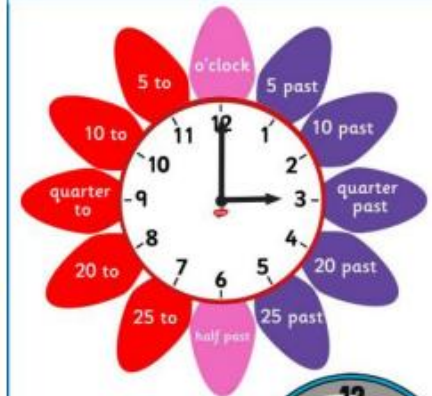 o'clock
5 to
5 past
10 to
10 past
quarter
to
quarter
past
20 to
20 past
25 to
25 past
half past
12
11
1
10
2
9
3
8
4
7
5
6
12